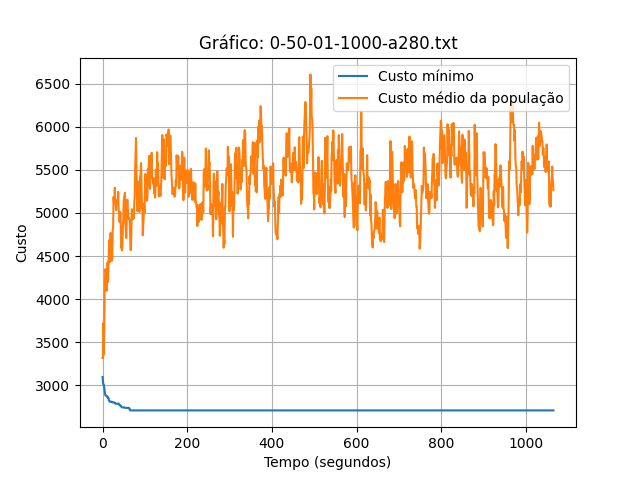 Gráfico: 0-50-01-1000-a280.txt
Custo mínimo
Custo médio da população
Custo
6500
6000
5500
5000
4500
4000
3500
3000
0 200 400 600 800 1000
Tempo (segundos)